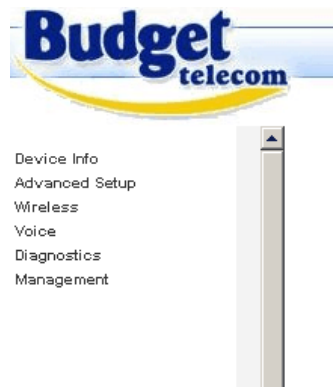 Budget
telecom
Device Info
Advanced Setup
Wireless
Voice
Diagnostics
Management